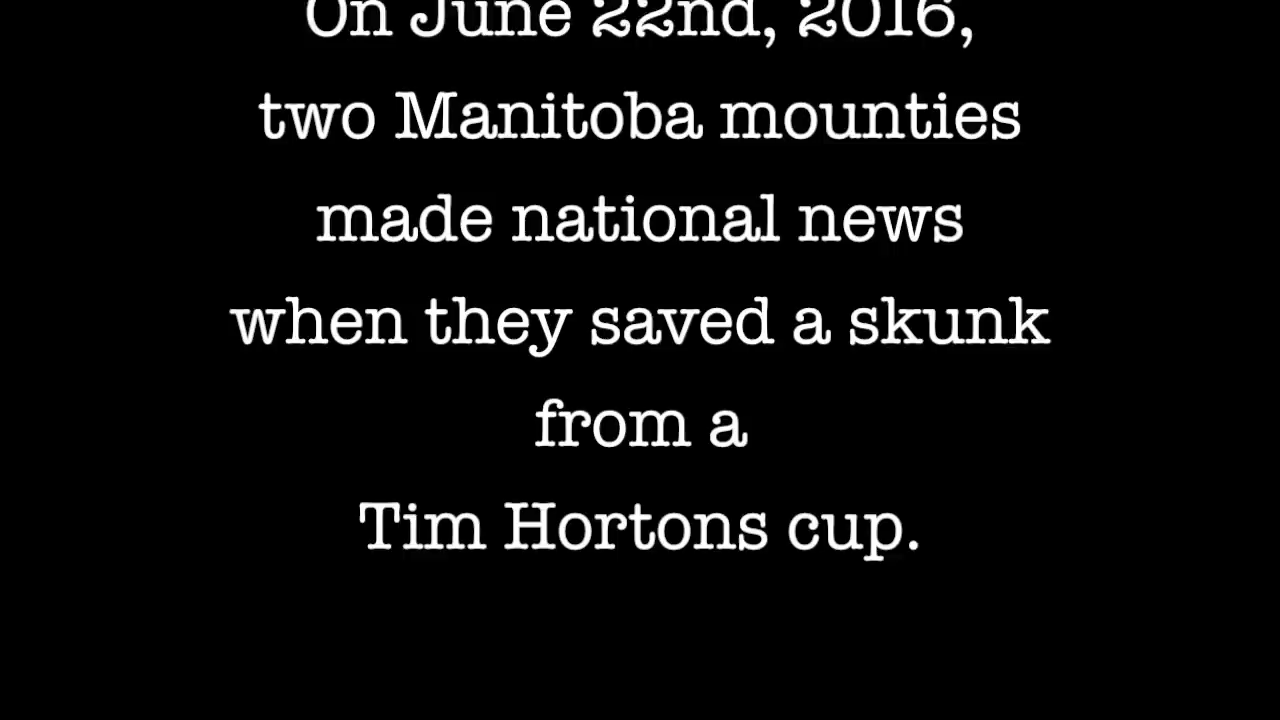 On June 22nd, 2016,
two Manitoba mounties
made national news
when they saved a skunk
from a
Tim Hortons cup.